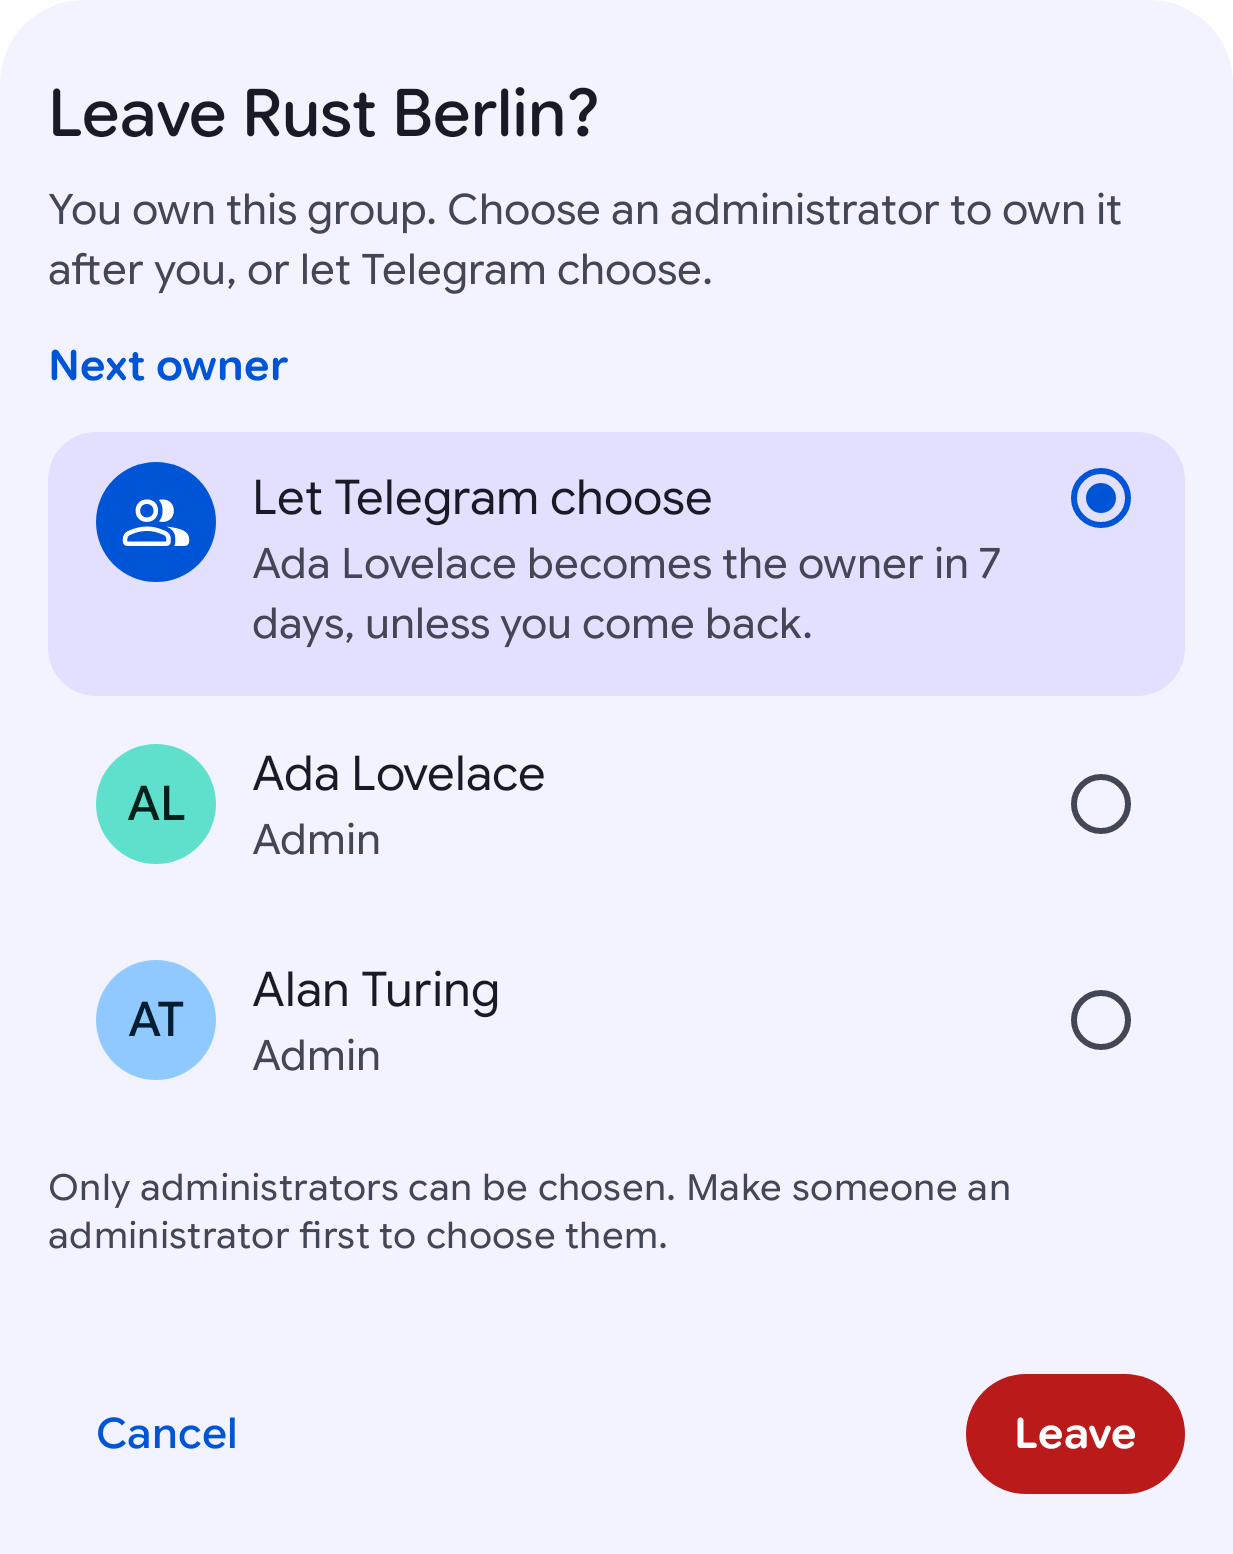 Leave Rust Berlin?
You own this group. Choose an administrator to own it
after you, or let Telegram choose.
Next owner
Let Telegram choose
Ada Lovelace becomes the owner in 7
days, unless you come back.
AL
Ada Lovelace
Admin
AT
Alan Turing
Admin
Only administrators can be chosen. Make someone an
administrator first to choose them.
Cancel
Leave